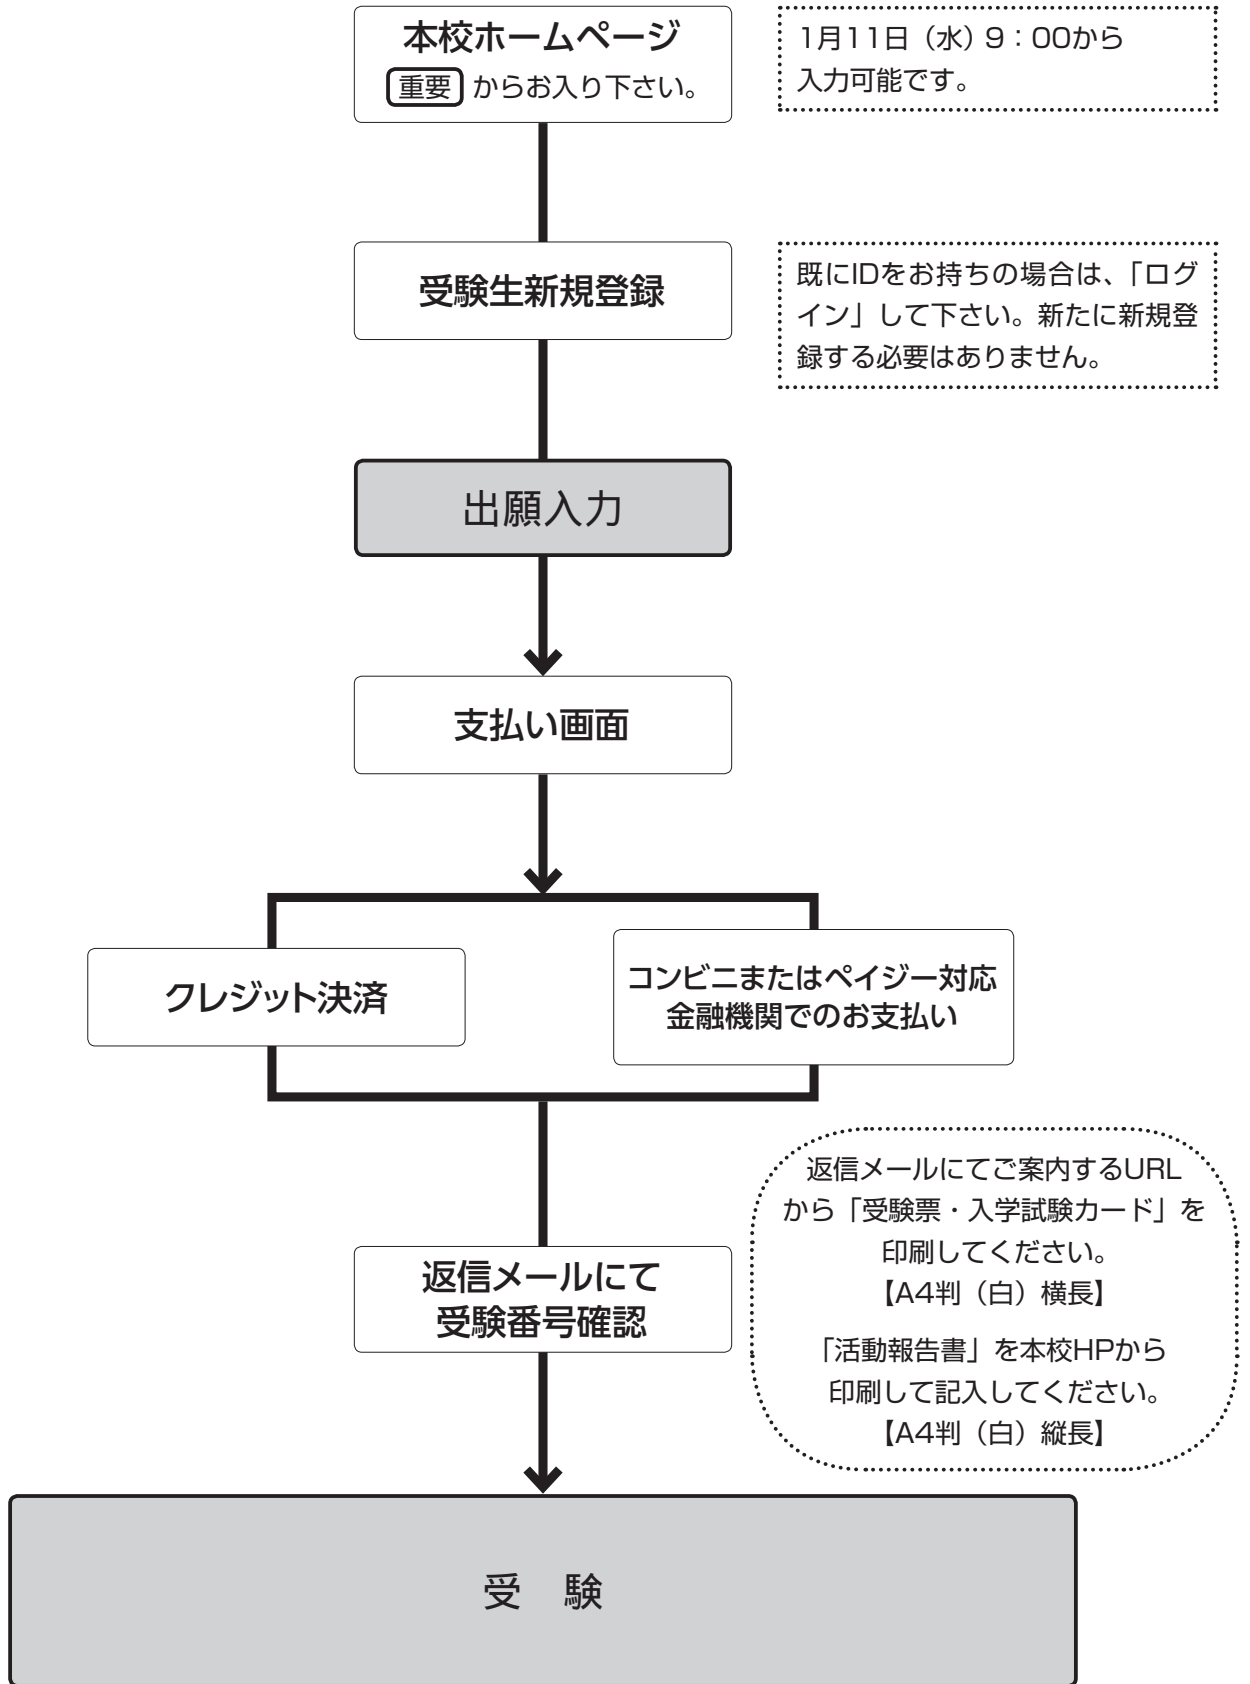 本校ホームページ
重要 からお入り下さい。
1月11日（水）9：00から
入力可能です。
受験生新規登録
既にIDをお持ちの場合は、「ログ
イン」して下さい。新たに新規登
録する必要はありません。
出願入力
支払い画面
クレジット決済
コンビニまたはペイジー対応
金融機関でのお支払い
返信メールにて
受験番号確認
返信メールにてご案内するURL
から「受験票・入学試験カード」を
印刷してください。
【A4判（白）横長】
「活動報告書」を本校HPから
印刷して記入してください。
【A4判（白）縦長】
受　験